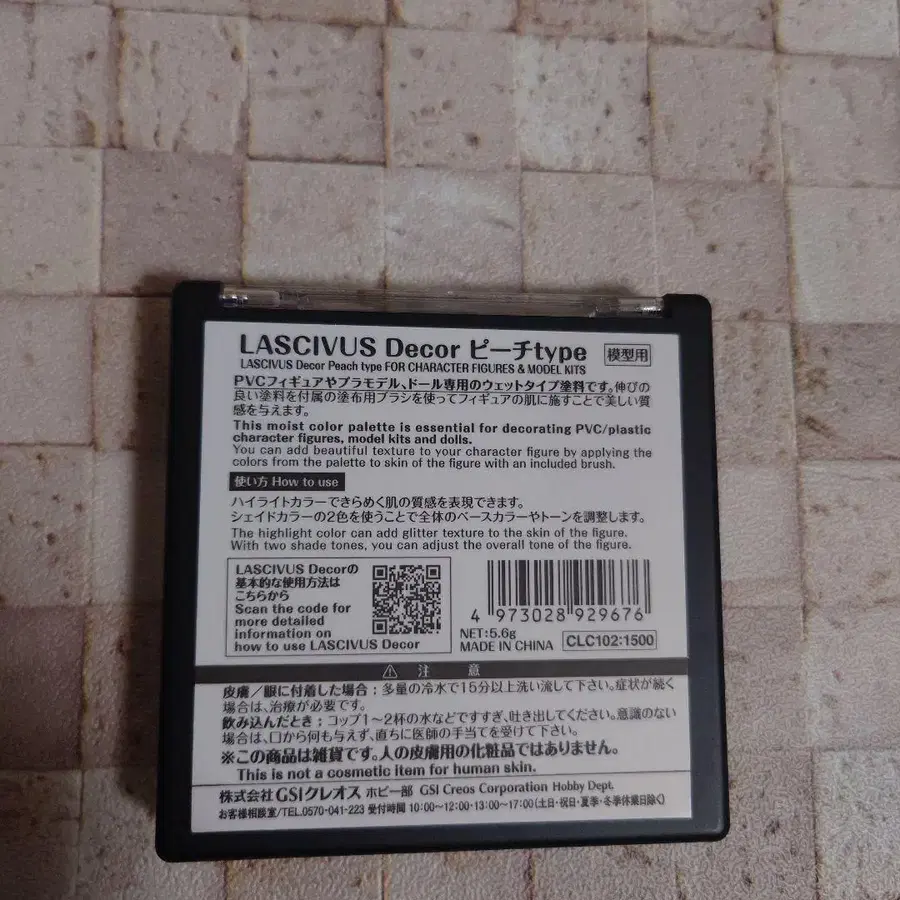 LASCIVUS Decor ピーチtype 模型用
LASCIVUS Decor Peach type FOR CHARACTER FIGURES & MODEL KITS
PVCフィギュアやプラモデル、ドール専用のウェットタイプ塗料です。伸びの
良い塗料を付属の塗布用ブラシを使ってフィギュアの肌に施すことで美しい質
感を与えます。
This moist color palette is essential for decorating PVC/plastic
character figures, model kits and dolls.
You can add beautiful texture to your character figure by applying the
colors from the palette to skin of the figure with an included brush.
使い方 How to use
ハイライトカラーできらめく肌の質感を表現できます。
シェイドカラーの2色を使うことで全体のベースカラーやトーンを調整します。
The highlight color can add glitter texture to the skin of the figure.
With two shade tones, you can adjust the overall tone of the figure.
LASCIVUS Decorの
基本的な使用方法は
こちらから
Scan the code for
more detailed
information on
how to use LASCIVUS Decor
4 973028 929676
NET:5.6g
MADE IN CHINA CLC102:1500
⚠ 注 意
皮膚/眼に付着した場合:多量の冷水で15分以上洗い流して下さい。症状が続く
場合は、治療が必要です。
飲み込んだとき:コップ1~2杯の水などですすぎ、吐き出してください。意識のない
場合は、口から何も与えず、直ちに医師の手当てを受けて下さい。
※この商品は雑貨です。人の皮膚用の化粧品ではありません。
This is not a cosmetic item for human skin.
株式会社GSIクレオス ホビー部 GSI Creos Corporation Hobby Dept.
お客様相談室/TEL.0570-041-223 受付時間 10:00~12:00・13:00~17:00(土日・祝日・夏季・冬季休業日除く)